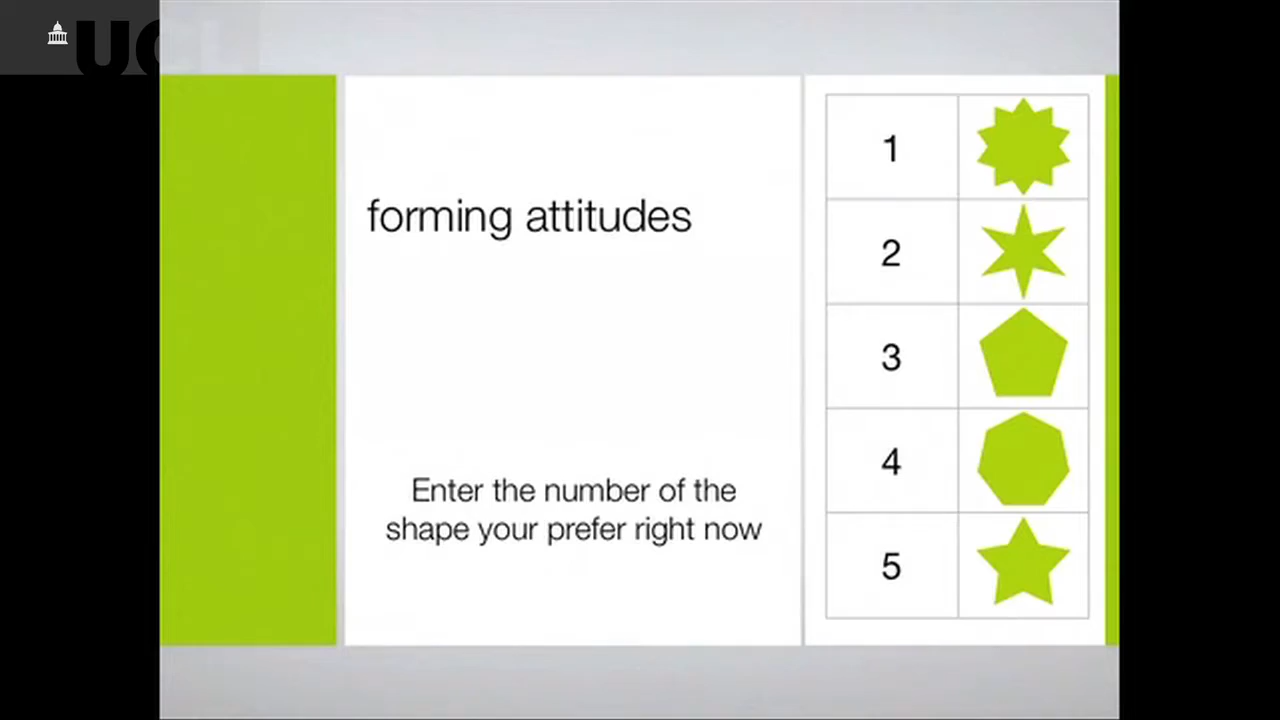 UCL
forming attitudes
Enter the number of the
shape your prefer right now
1
2
3
4
5